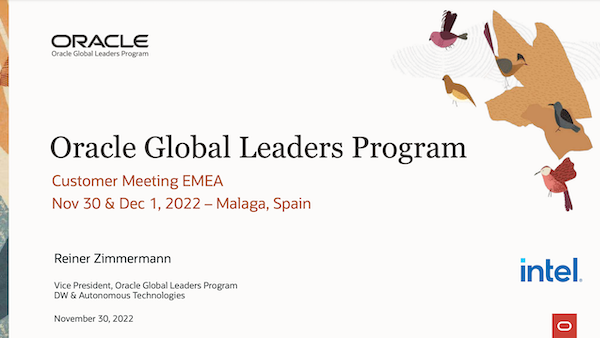 ORACLE
Oracle Global Leaders Program
Oracle Global Leaders Program
Customer Meeting EMEA
Nov 30 & Dec 1, 2022 – Malaga, Spain
Reiner Zimmermann
Vice President, Oracle Global Leaders Program
DW & Autonomous Technologies
November 30, 2022
intel.